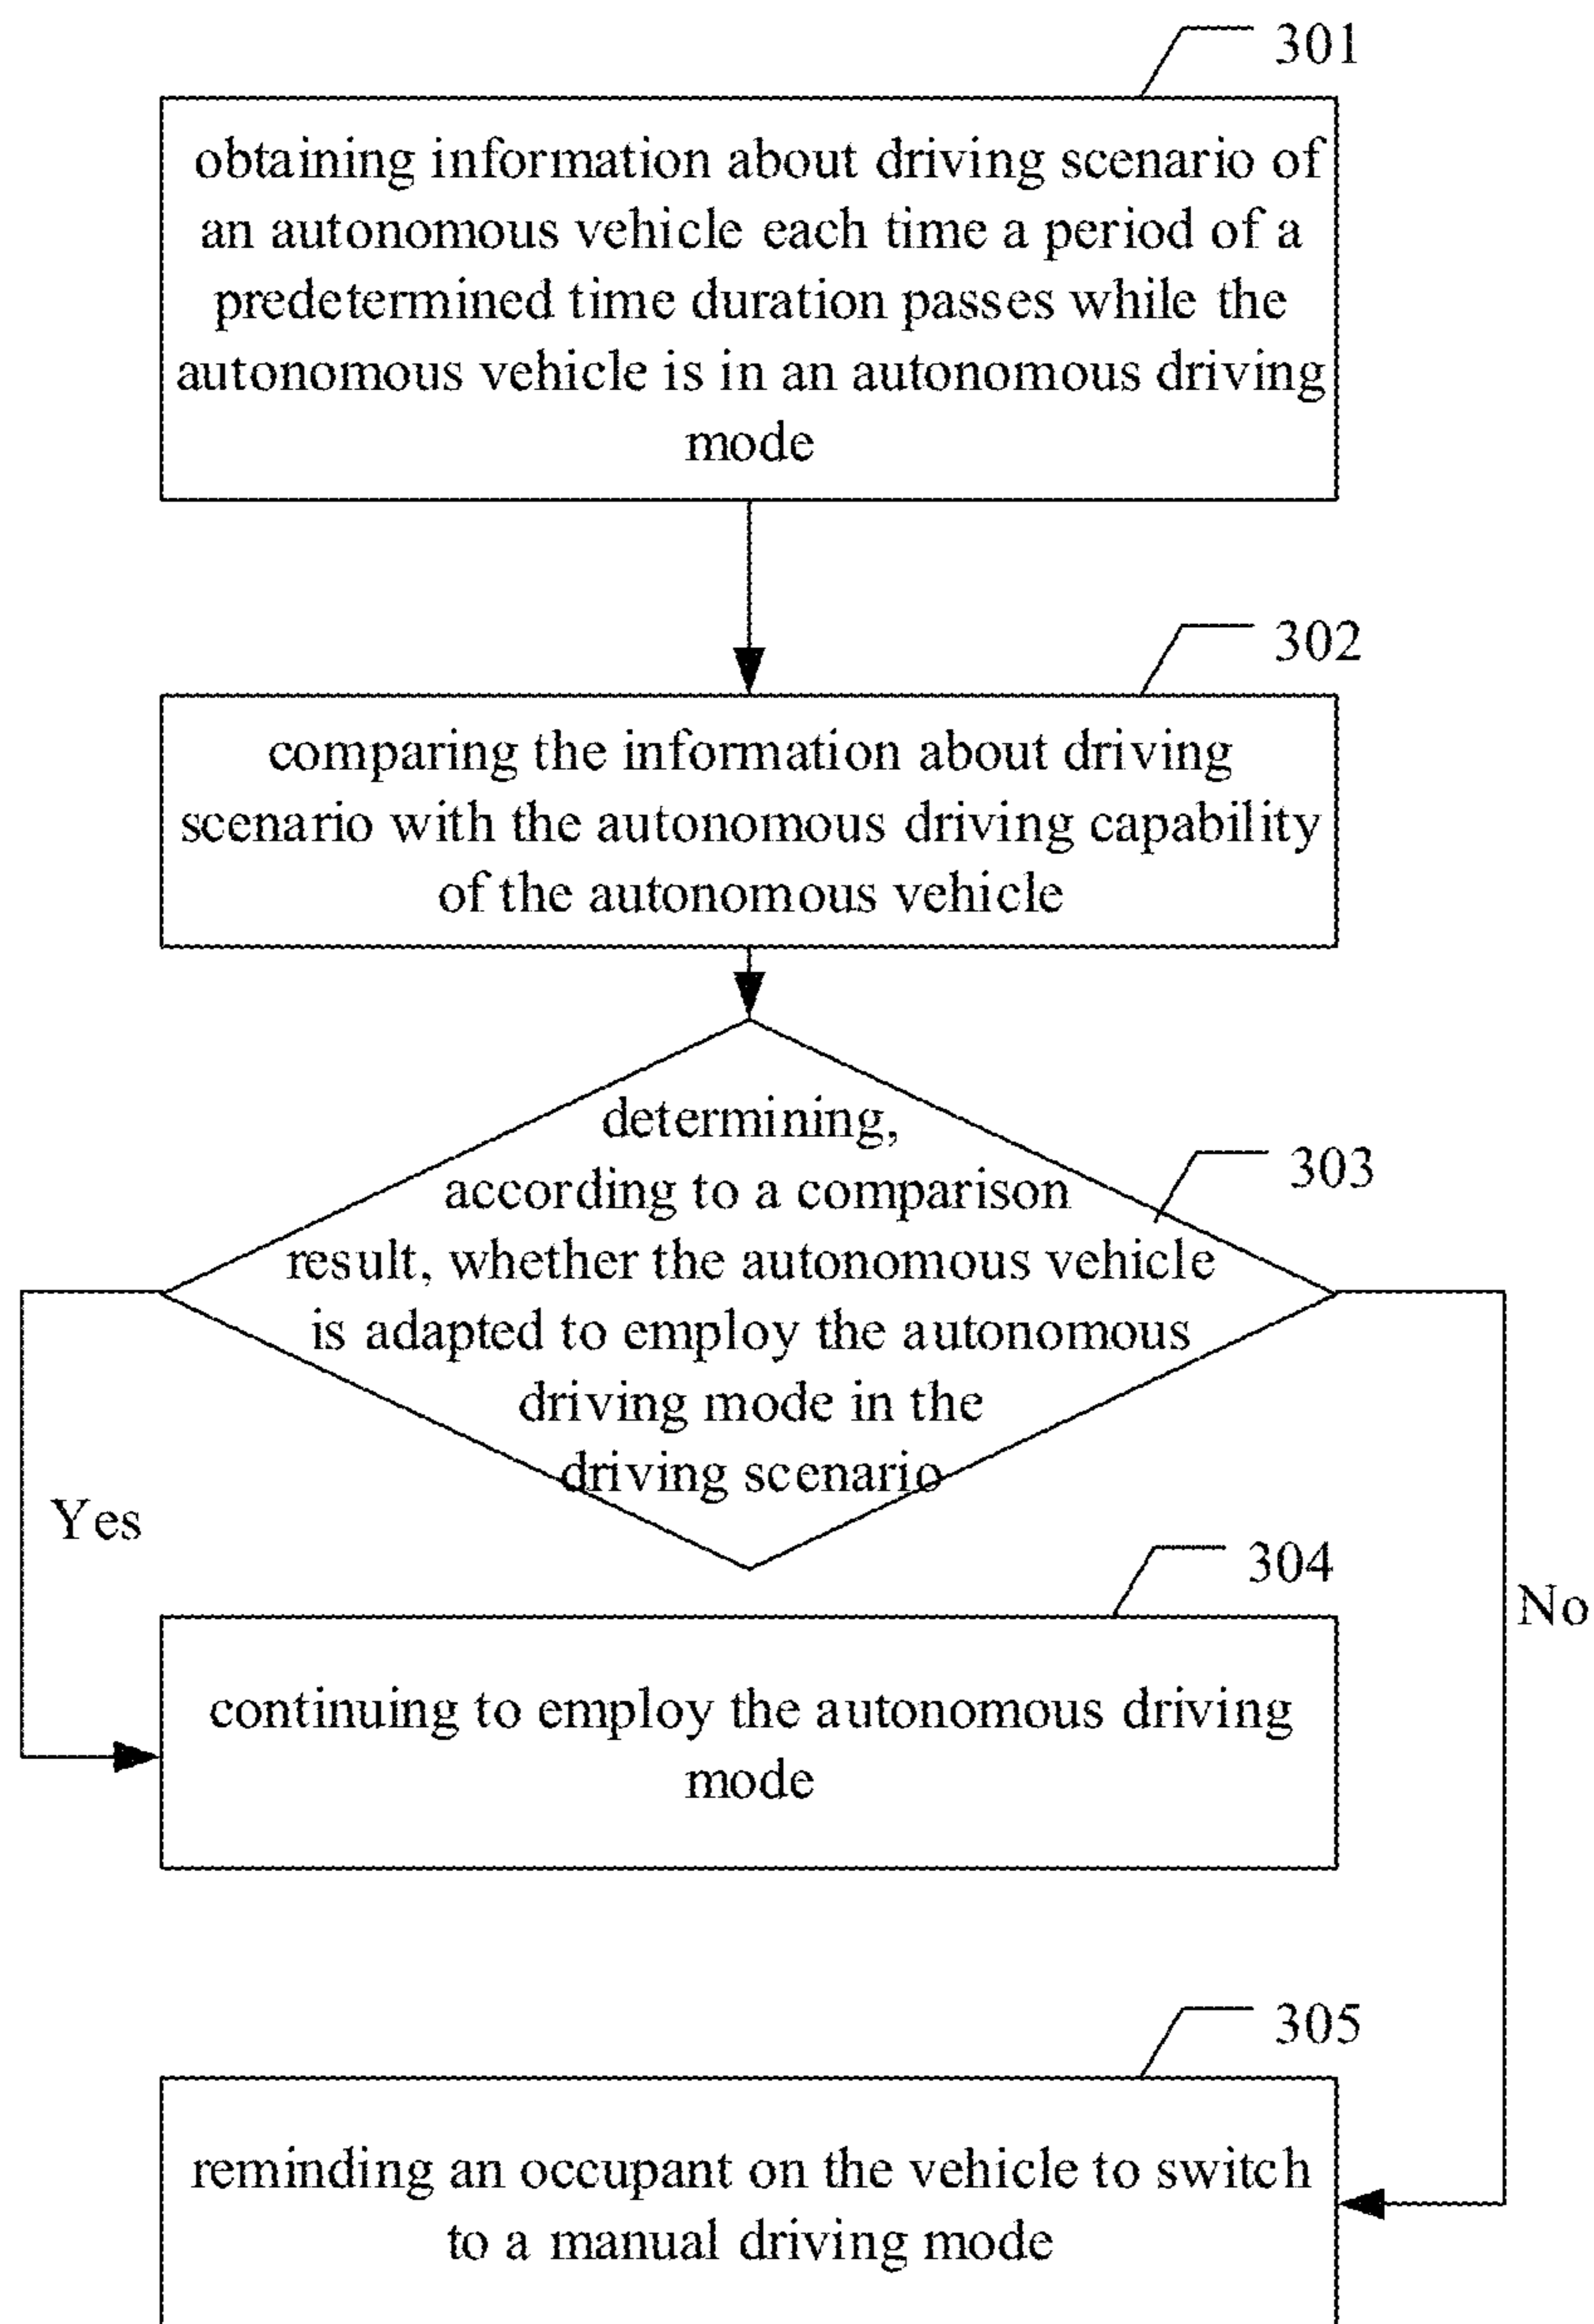 301
obtaining information about driving scenario of
an autonomous vehicle each time a period of a
predetermined time duration passes while the
autonomous vehicle is in an autonomous driving
mode
302
comparing the information about driving
scenario with the autonomous driving capability
of the autonomous vehicle
determining,
according to a comparison
303
result, whether the autonomous vehicle
is adapted to employ the autonomous
driving mode in the
driving scenario
Yes
304
No
continuing to employ the autonomous driving
mode
305
reminding an occupant on the vehicle to switch
to a manual driving mode